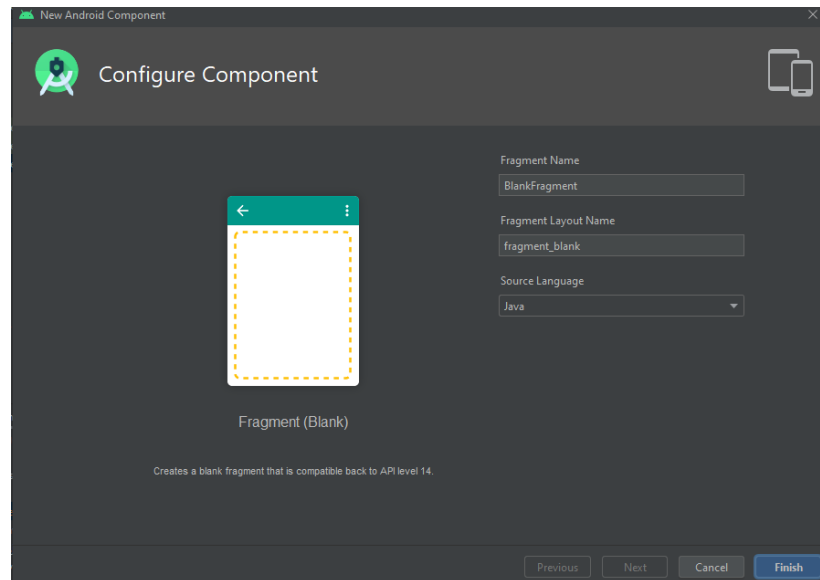 New Android Component
Configure Component
Fragment Name
BlankFragment
Fragment Layout Name
fragment_blank
Source Language
Java
Fragment (Blank)
Creates a blank fragment that is compatible back to API level 14.
Previous Next Cancel Finish